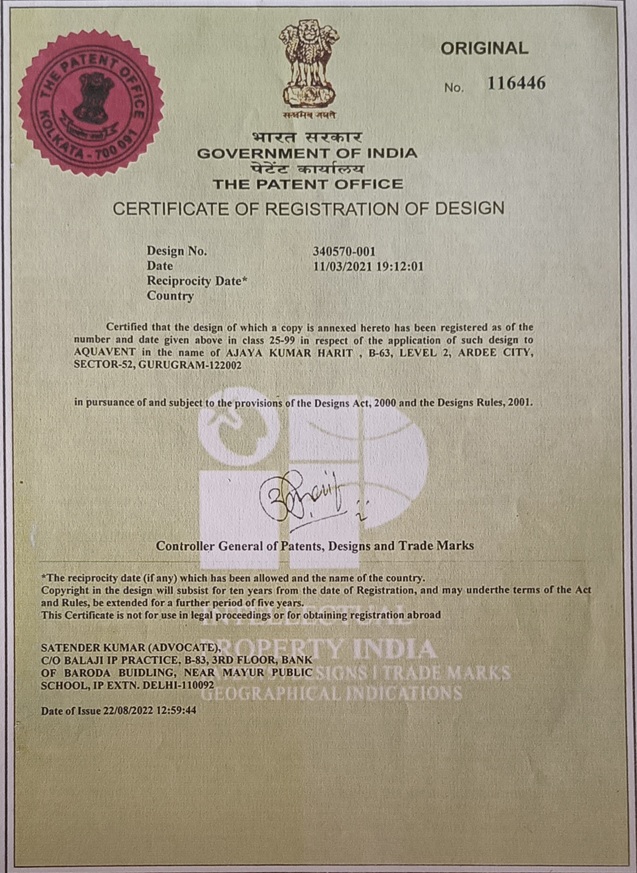 THE PATENT OFFICE
KOLKATA - 700 091
ORIGINAL
No. 116446
सत्यमेव जयते
भारत सरकार
GOVERNMENT OF INDIA
पेटेंट कार्यालय
THE PATENT OFFICE
CERTIFICATE OF REGISTRATION OF DESIGN
Design No. 340570-001
Date 11/03/2021 19:12:01
Reciprocity Date*
Country
Certified that the design of which a copy is annexed hereto has been registered as of the
number and date given above in class 25-99 in respect of the application of such design to
AQUAVENT in the name of AJAYA KUMAR HARIT , B-63, LEVEL 2, ARDEE CITY,
SECTOR-52, GURUGRAM-122002
in pursuance of and subject to the provisions of the Designs Act, 2000 and the Designs Rules, 2001.
Controller General of Patents, Designs and Trade Marks
*The reciprocity date (if any) which has been allowed and the name of the country.
Copyright in the design will subsist for ten years from the date of Registration, and may underthe terms of the Act
and Rules, be extended for a further period of five years.
This Certificate is not for use in legal proceedings or for obtaining registration abroad
INTELLECTUAL
PROPERTY INDIA
SIGNS | TRADE MARKS
GEOGRAPHICAL INDICATIONS
SATENDER KUMAR (ADVOCATE),
C/O BALAJI IP PRACTICE, B-83, 3RD FLOOR, BANK
OF BARODA BUIDLING, NEAR MAYUR PUBLIC
SCHOOL, IP EXTN. DELHI-110092
Date of Issue 22/08/2022 12:59:44